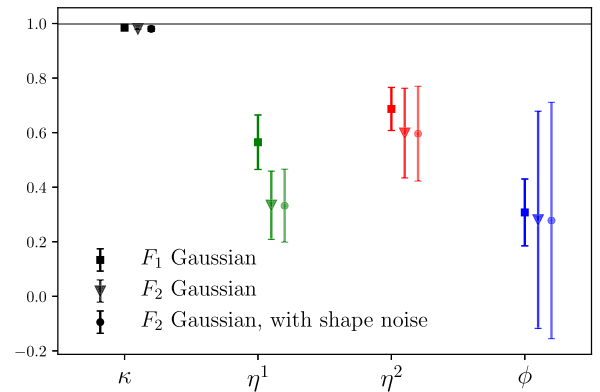 1.0
0.8
0.6
0.4
0.2
0.0
−0.2
F₁ Gaussian
F₂ Gaussian
F₂ Gaussian, with shape noise
κ η¹ η² ϕ